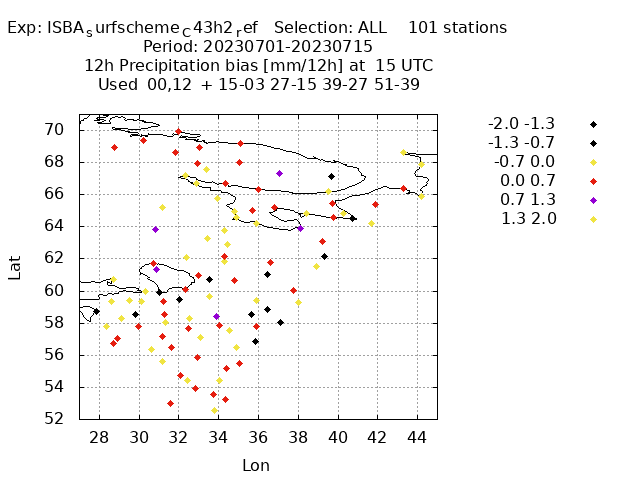 Exp: ISBAsurfschemeC43h2ref   Selection: ALL    101 stations
Period: 20230701-20230715
12h Precipitation bias [mm/12h] at  15 UTC
Used  00,12  + 15-03 27-15 39-27 51-39
-2.0 -1.3
-1.3 -0.7
-0.7 0.0
0.0 0.7
0.7 1.3
1.3 2.0
Lat
70
68
66
64
62
60
58
56
54
52
28 30 32 34 36 38 40 42 44
Lon